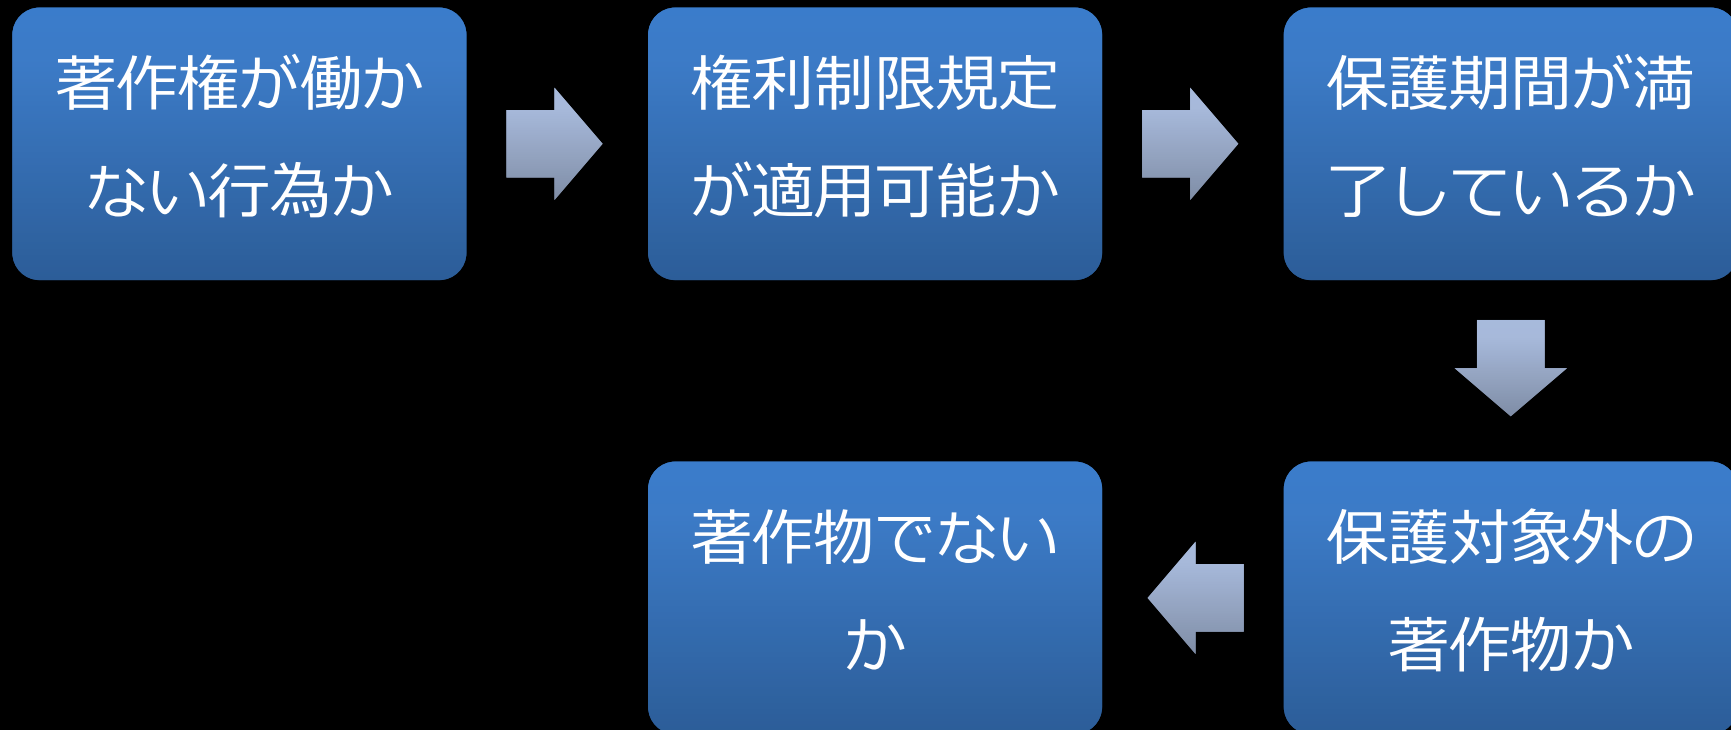 著作権が働か
ない行為か
権利制限規定
が適用可能か
保護期間が満
了しているか
保護対象外の
著作物か
著作物でない
か